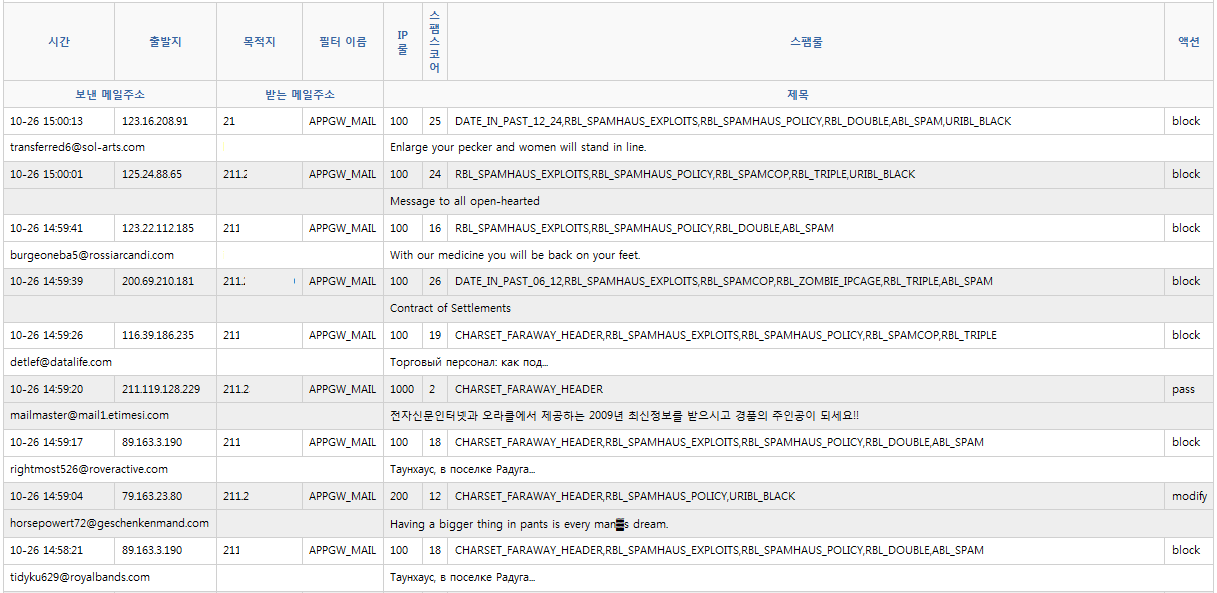 시간 출발지 목적지 필터 이름 IP룰 스팸스코어 스팸룰 액션
보낸 메일주소 받는 메일주소 제목
10-26 15:00:13 123.16.208.91 21 APPGW_MAIL 100 25 DATE_IN_PAST_12_24,RBL_SPAMHAUS_EXPLOITS,RBL_SPAMHAUS_POLICY,RBL_DOUBLE,ABL_SPAM,URIBL_BLACK block
transferred6@sol-arts.com Enlarge your pecker and women will stand in line.
10-26 15:00:01 125.24.88.65 211.2 APPGW_MAIL 100 24 RBL_SPAMHAUS_EXPLOITS,RBL_SPAMHAUS_POLICY,RBL_SPAMCOP,RBL_TRIPLE,URIBL_BLACK block
Message to all open-hearted
10-26 14:59:41 123.22.112.185 211 APPGW_MAIL 100 16 RBL_SPAMHAUS_EXPLOITS,RBL_SPAMHAUS_POLICY,RBL_DOUBLE,ABL_SPAM block
burgeoneba5@rossiarcandi.com With our medicine you will be back on your feet.
10-26 14:59:39 200.69.210.181 211.2 APPGW_MAIL 100 26 DATE_IN_PAST_06_12,RBL_SPAMHAUS_EXPLOITS,RBL_SPAMCOP,RBL_ZOMBIE_IPCAGE,RBL_TRIPLE,ABL_SPAM block
Contract of Settlements
10-26 14:59:26 116.39.186.235 211 APPGW_MAIL 100 19 CHARSET_FARAWAY_HEADER,RBL_SPAMHAUS_EXPLOITS,RBL_SPAMHAUS_POLICY,RBL_SPAMCOP,RBL_TRIPLE block
detlef@datalife.com Торговый персонал: как под...
10-26 14:59:20 211.119.128.229 211.2 APPGW_MAIL 1000 2 CHARSET_FARAWAY_HEADER pass
mailmaster@mail1.etimesi.com 전자신문인터넷과 오라클에서 제공하는 2009년 최신정보를 받으시고 경품의 주인공이 되세요!!
10-26 14:59:17 89.163.3.190 211 APPGW_MAIL 100 18 CHARSET_FARAWAY_HEADER,RBL_SPAMHAUS_EXPLOITS,RBL_SPAMHAUS_POLICY,RBL_DOUBLE,ABL_SPAM block
rightmost526@roveractive.com Таунхаус, в поселке Радуга...
10-26 14:59:04 79.163.23.80 211.2 APPGW_MAIL 200 12 CHARSET_FARAWAY_HEADER,RBL_SPAMHAUS_POLICY,URIBL_BLACK modify
horsepowert72@geschenkenmand.com Having a bigger thing in pants is every man s dream.
10-26 14:58:21 89.163.3.190 211 APPGW_MAIL 100 18 CHARSET_FARAWAY_HEADER,RBL_SPAMHAUS_EXPLOITS,RBL_SPAMHAUS_POLICY,RBL_DOUBLE,ABL_SPAM block
tidyku629@royalbands.com Таунхаус, в поселке Радуга...